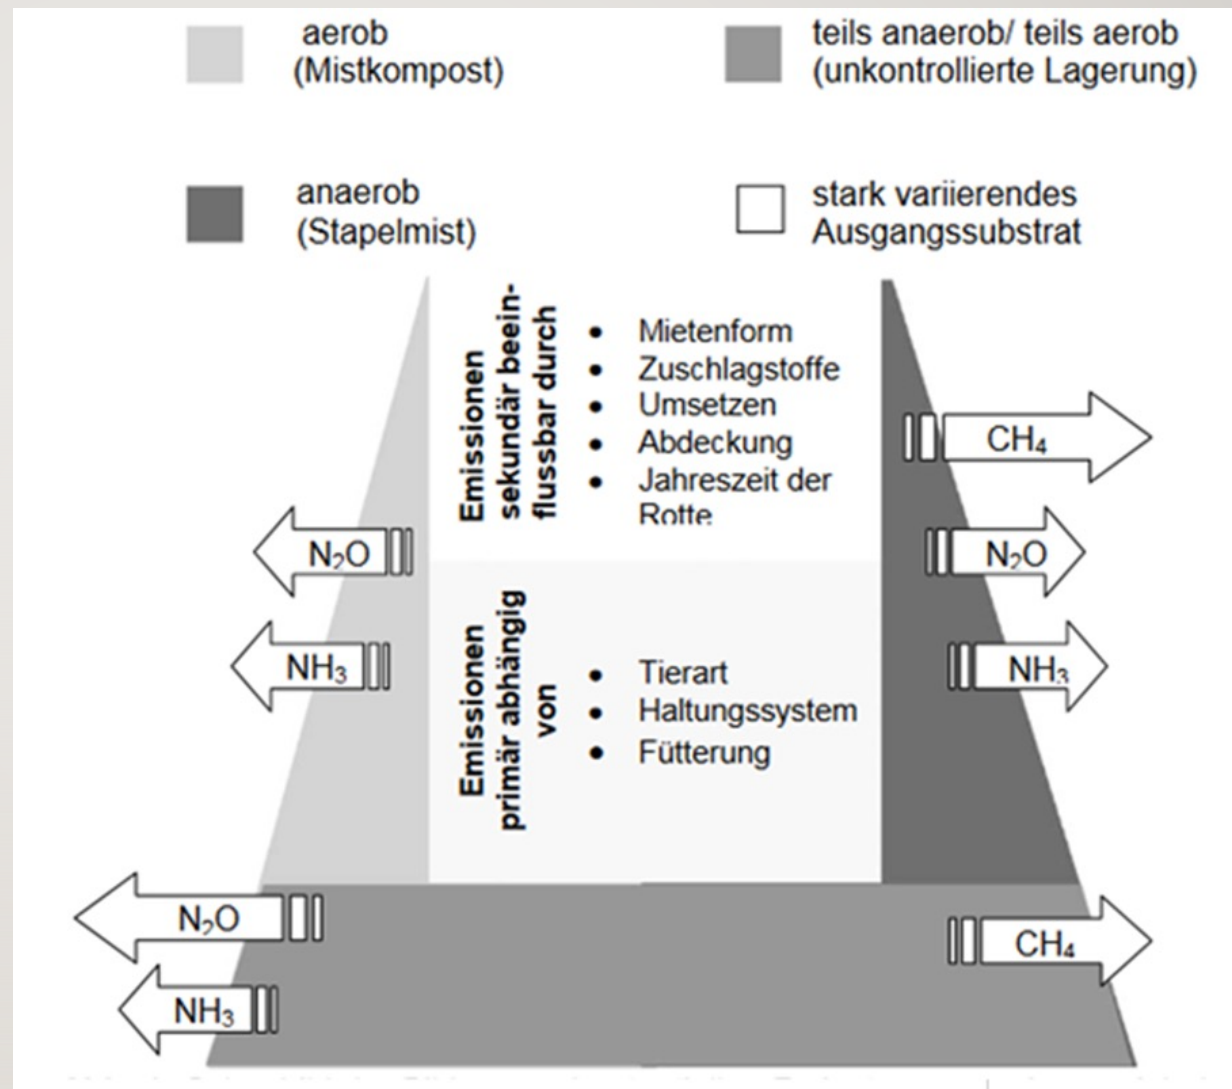 aerob
(Mistkompost)
teils anaerob/ teils aerob
(unkontrollierte Lagerung)
anaerob
(Stapelmist)
stark variierendes
Ausgangssubstrat
Emissionen
sekundär beein-
flussbar durch
• Mietenform
• Zuschlagstoffe
• Umsetzen
• Abdeckung
• Jahreszeit der
Rotte
CH₄
N₂O
N₂O
NH₃
NH₃
Emissionen
primär abhängig
von
• Tierart
• Haltungssystem
• Fütterung
N₂O
CH₄
NH₃